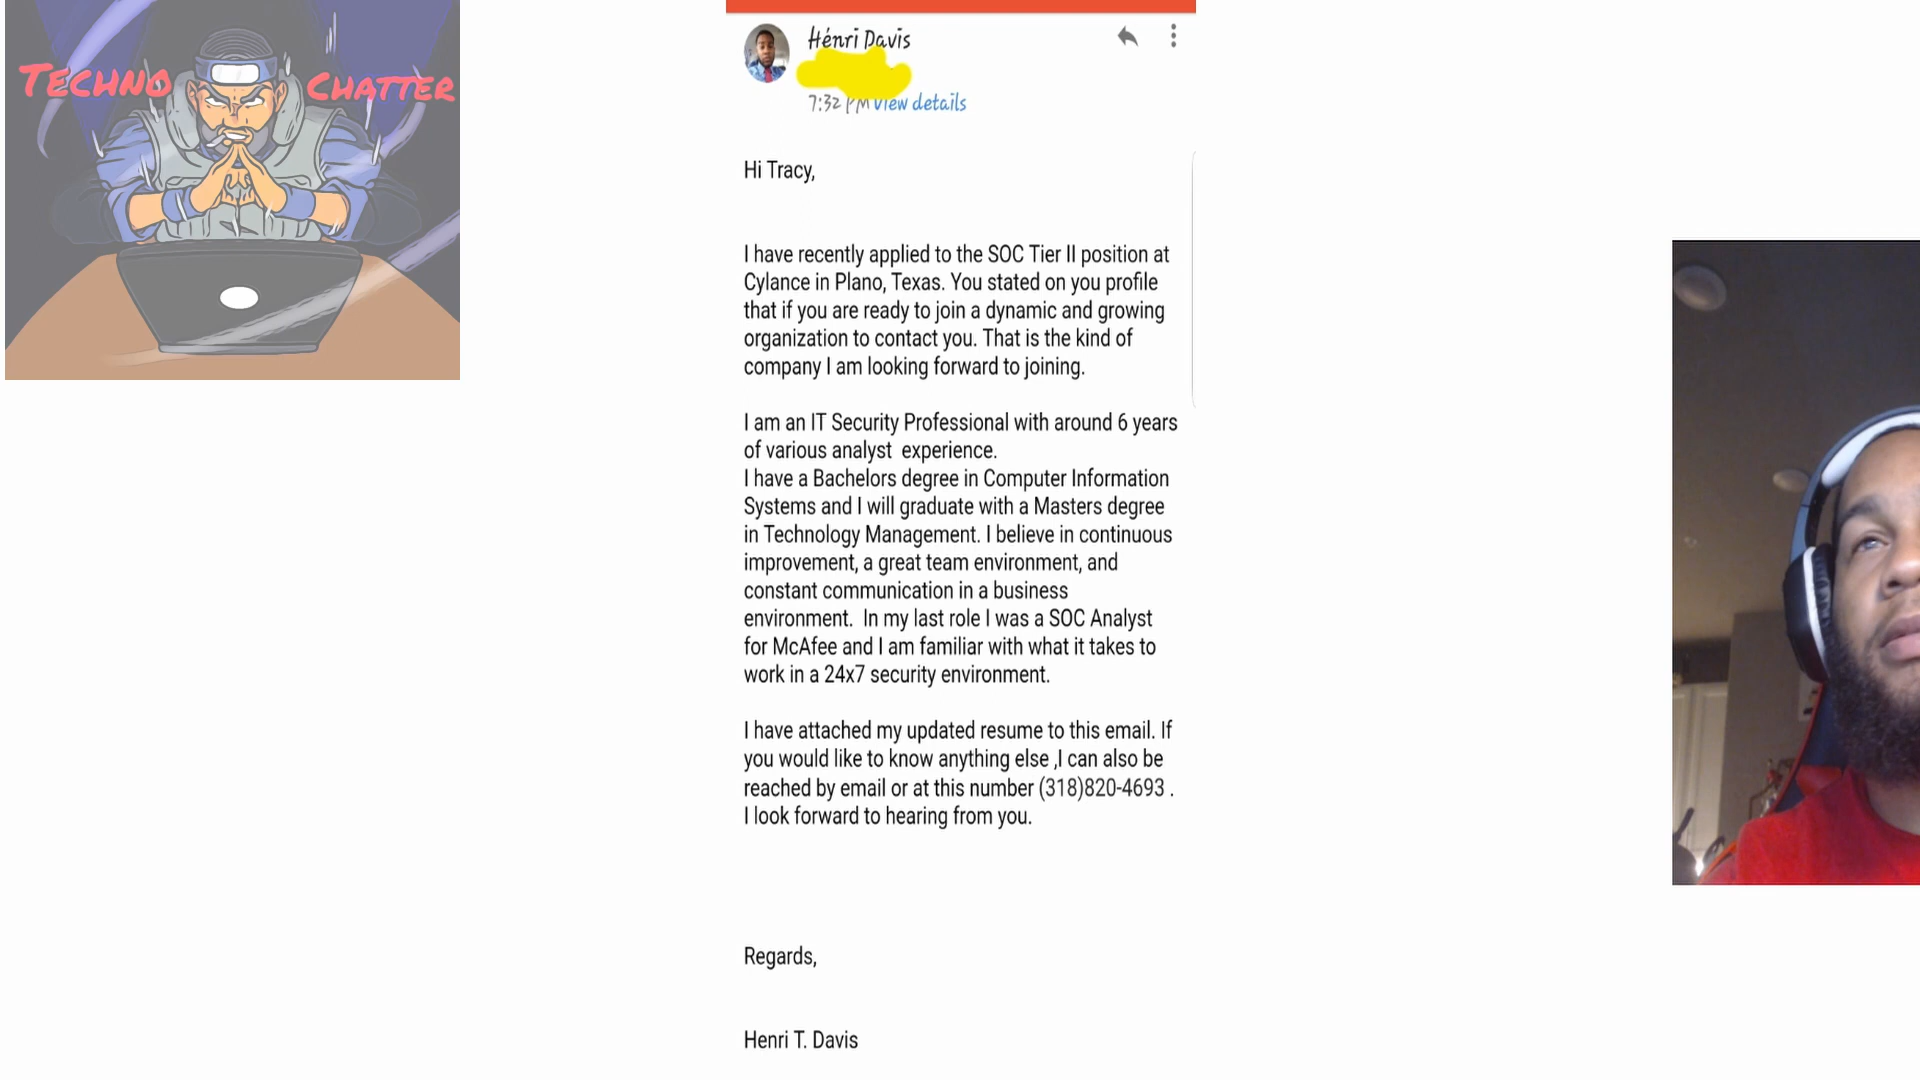 TECHNO CHATTER
Hénri Davis
7:32 PM View details
Hi Tracy,
I have recently applied to the SOC Tier II position at
Cylance in Plano, Texas. You stated on you profile
that if you are ready to join a dynamic and growing
organization to contact you. That is the kind of
company I am looking forward to joining.
I am an IT Security Professional with around 6 years
of various analyst  experience.
I have a Bachelors degree in Computer Information
Systems and I will graduate with a Masters degree
in Technology Management. I believe in continuous
improvement, a great team environment, and
constant communication in a business
environment.  In my last role I was a SOC Analyst
for McAfee and I am familiar with what it takes to
work in a 24x7 security environment.
I have attached my updated resume to this email. If
you would like to know anything else ,I can also be
reached by email or at this number (318)820-4693 .
I look forward to hearing from you.
Regards,
Henri T. Davis